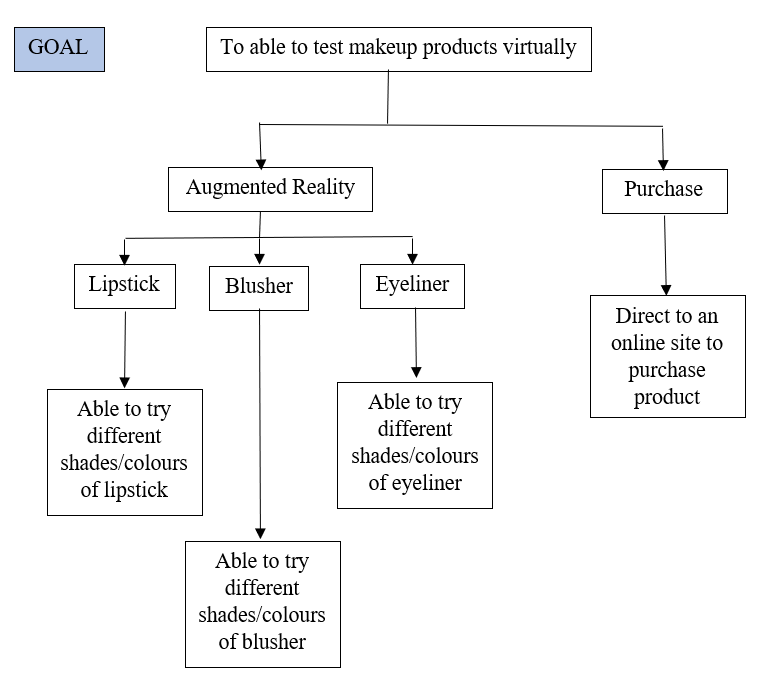 GOAL
To able to test makeup products virtually
Augmented Reality
Purchase
Lipstick
Blusher
Eyeliner
Direct to an
online site to
purchase
product
Able to try
different
shades/colours
of lipstick
Able to try
different
shades/colours
of eyeliner
Able to try
different
shades/colours
of blusher